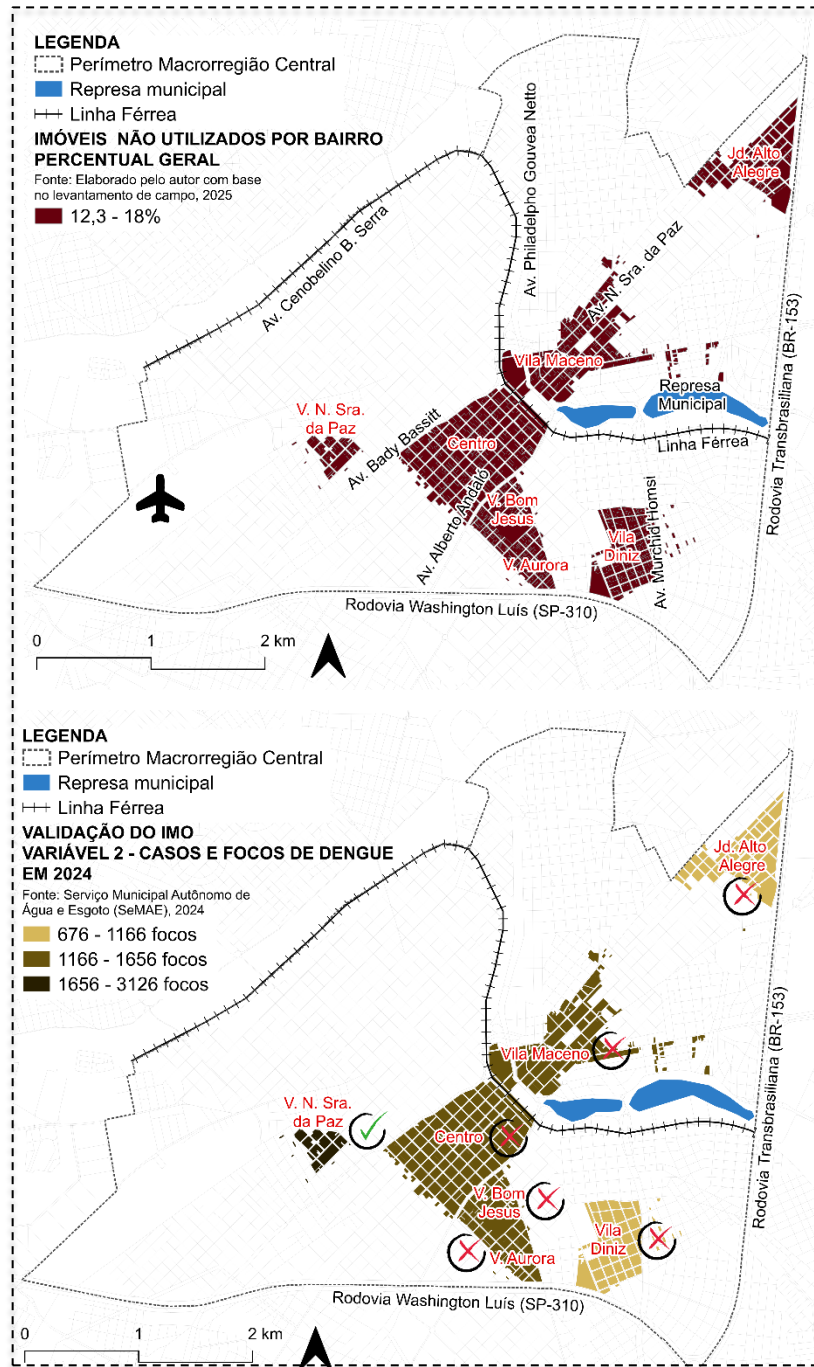 LEGENDA
Perímetro Macrorregião Central
Represa municipal
Linha Férrea
IMÓVEIS NÃO UTILIZADOS POR BAIRRO
PERCENTUAL GERAL
Fonte: Elaborado pelo autor com base
no levantamento de campo, 2025
12,3 - 18%
Av. Cenobelino B. Serra
Av. Philadelpho Gouvea Netto
Jd. Alto
Alegre
Av. N. Sra. da Paz
Vila Maceno
Represa
Municipal
V. N. Sra.
da Paz
Av. Bady Bassitt
Centro
Linha Férrea
Rodovia Transbrasiliana (BR-153)
Av. Alberto Andaló
V. Bom
Jesus
V. Aurora
Vila
Diniz
Av. Murchid Homsi
Rodovia Washington Luís (SP-310)
0 1 2 km
LEGENDA
Perímetro Macrorregião Central
Represa municipal
Linha Férrea
VALIDAÇÃO DO IMO
VARIÁVEL 2 - CASOS E FOCOS DE DENGUE
EM 2024
Fonte: Serviço Municipal Autônomo de
Água e Esgoto (SeMAE), 2024
676 - 1166 focos
1166 - 1656 focos
1656 - 3126 focos
Jd. Alto
Alegre
Vila Maceno
V. N. Sra.
da Paz
Centro
Rodovia Transbrasiliana (BR-153)
V. Bom
Jesus
V. Aurora
Vila
Diniz
Rodovia Washington Luís (SP-310)
0 1 2 km